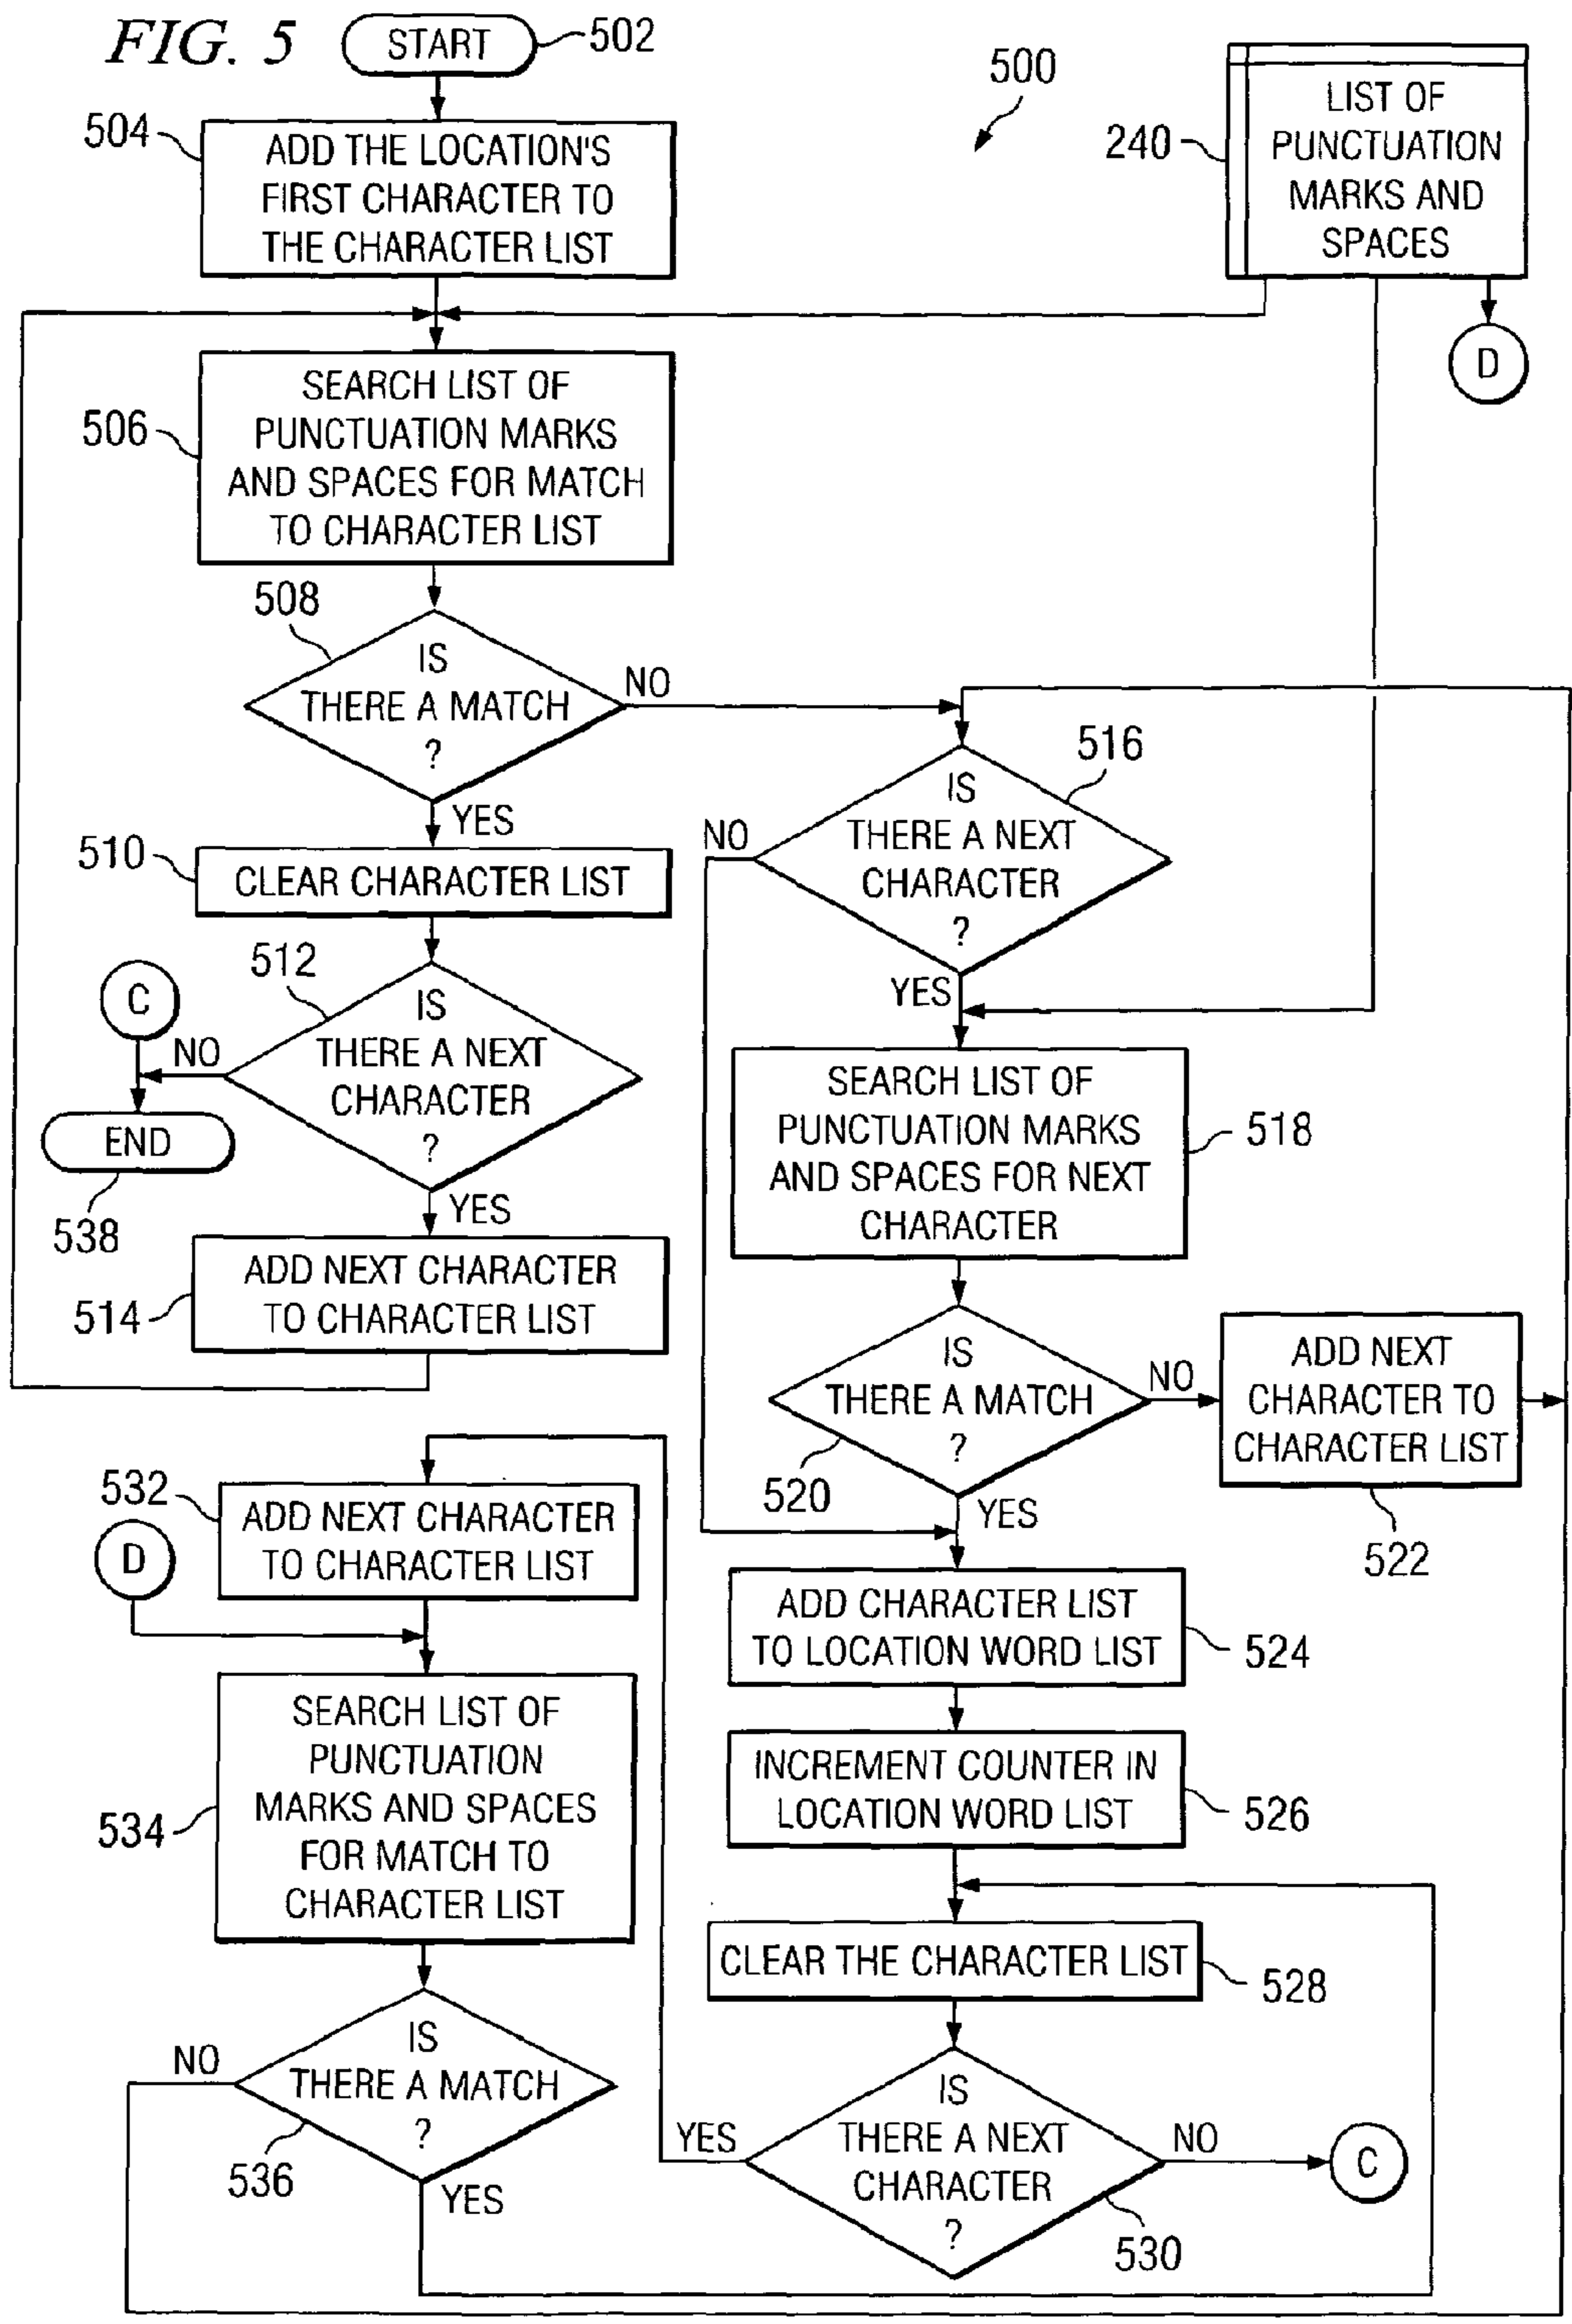 FIG. 5
START
502
500
504
ADD THE LOCATION'S
FIRST CHARACTER TO
THE CHARACTER LIST
240
LIST OF
PUNCTUATION
MARKS AND
SPACES
D
506
SEARCH LIST OF
PUNCTUATION MARKS
AND SPACES FOR MATCH
TO CHARACTER LIST
508
IS
THERE A MATCH
?
NO
YES
510
CLEAR CHARACTER LIST
512
IS
THERE A NEXT
CHARACTER
?
C
NO
END
538
YES
514
ADD NEXT CHARACTER
TO CHARACTER LIST
516
IS
THERE A NEXT
CHARACTER
?
NO
YES
SEARCH LIST OF
PUNCTUATION MARKS
AND SPACES FOR NEXT
CHARACTER
518
IS
THERE A MATCH
?
520
NO
ADD NEXT
CHARACTER TO
CHARACTER LIST
522
YES
ADD CHARACTER LIST
TO LOCATION WORD LIST
524
INCREMENT COUNTER IN
LOCATION WORD LIST
526
CLEAR THE CHARACTER LIST
528
IS
THERE A NEXT
CHARACTER
?
530
YES
NO
C
532
ADD NEXT CHARACTER
TO CHARACTER LIST
D
534
SEARCH LIST OF
PUNCTUATION
MARKS AND SPACES
FOR MATCH TO
CHARACTER LIST
IS
THERE A MATCH
?
NO
536
YES